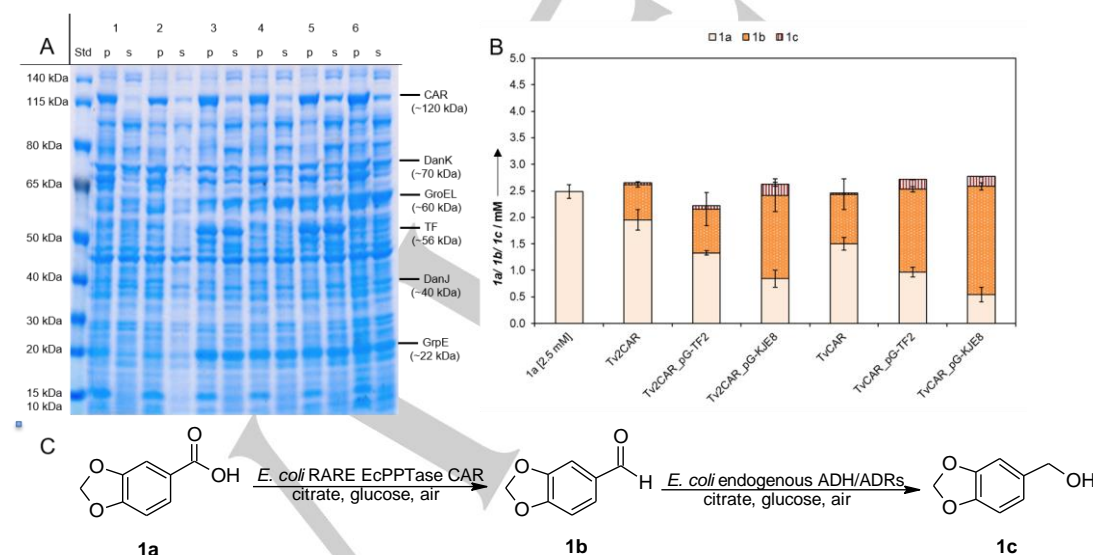 A
1 2 3 4 5 6
Std p s p s p s p s p s p s
140 kDa
115 kDa
80 kDa
65 kDa
50 kDa
40 kDa
30 kDa
20 kDa
15 kDa
10 kDa
CAR
(~120 kDa)
DanK
(~70 kDa)
GroEL
(~60 kDa)
TF
(~56 kDa)
DanJ
(~40 kDa)
GrpE
(~22 kDa)
B
1a 1b 1c
1a/ 1b/ 1c / mM
5.0
4.5
4.0
3.5
3.0
2.5
2.0
1.5
1.0
0.5
0.0
1a [2.5 mM]
Tv2CAR
Tv2CAR_pG-TF2
Tv2CAR_pG-KJE8
TvCAR
TvCAR_pG-TF2
TvCAR_pG-KJE8
C
O
O
O
OH
1a
E. coli RARE EcPPTase CAR
citrate, glucose, air
O
O
O
H
1b
E. coli endogenous ADH/ADRs
citrate, glucose, air
O
O
OH
1c